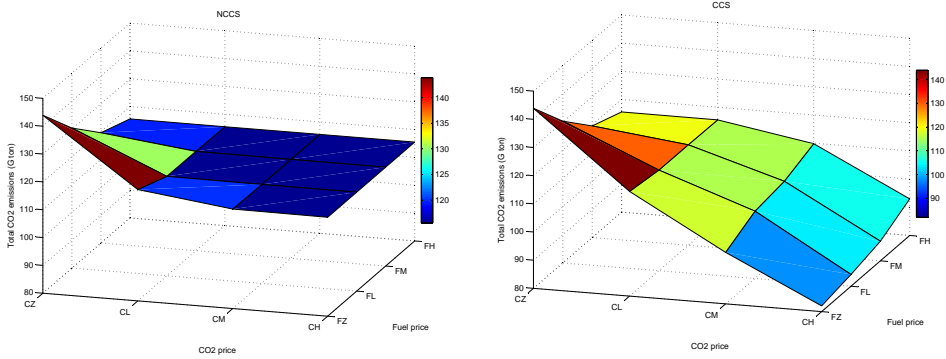 NCCS
150
140
130
120
110
100
90
80
Total CO2 emissions (G ton)
CZ
CL
CM
CH
CO2 price
FZ
FL
FM
FH
Fuel price
140
135
130
125
120
CCS
150
140
130
120
110
100
90
80
Total CO2 emissions (G ton)
CZ
CL
CM
CH
CO2 price
FZ
FL
FM
FH
Fuel price
140
130
120
110
100
90